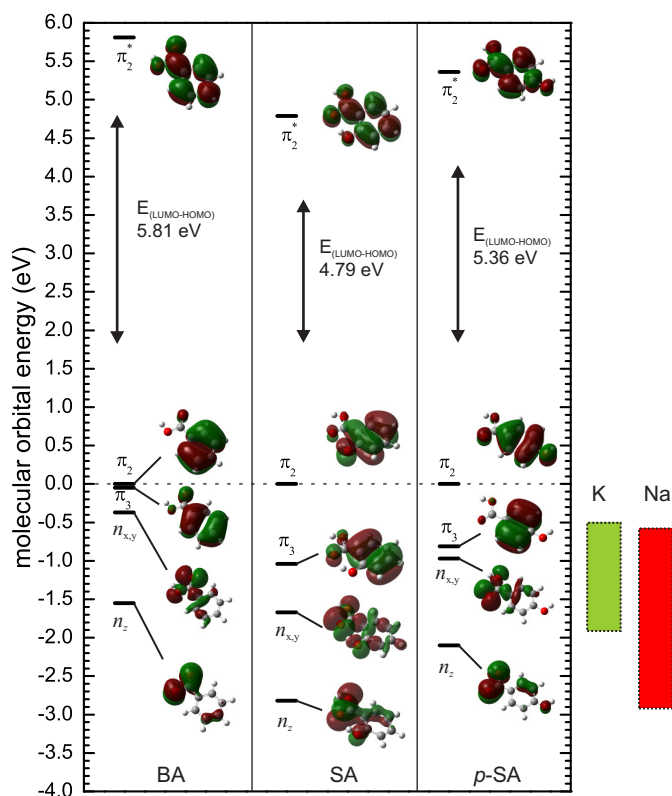 molecular orbital energy (eV)
6.0
5.5
5.0
4.5
4.0
3.5
3.0
2.5
2.0
1.5
1.0
0.5
0.0
-0.5
-1.0
-1.5
-2.0
-2.5
-3.0
-3.5
-4.0
π₂*
E(LUMO-HOMO)
5.81 eV
π₂
π₃
nx,y
nz
BA
π₂*
E(LUMO-HOMO)
4.79 eV
π₂
π₃
nx,y
nz
SA
π₂*
E(LUMO-HOMO)
5.36 eV
π₂
π₃
nx,y
nz
p-SA
K
Na